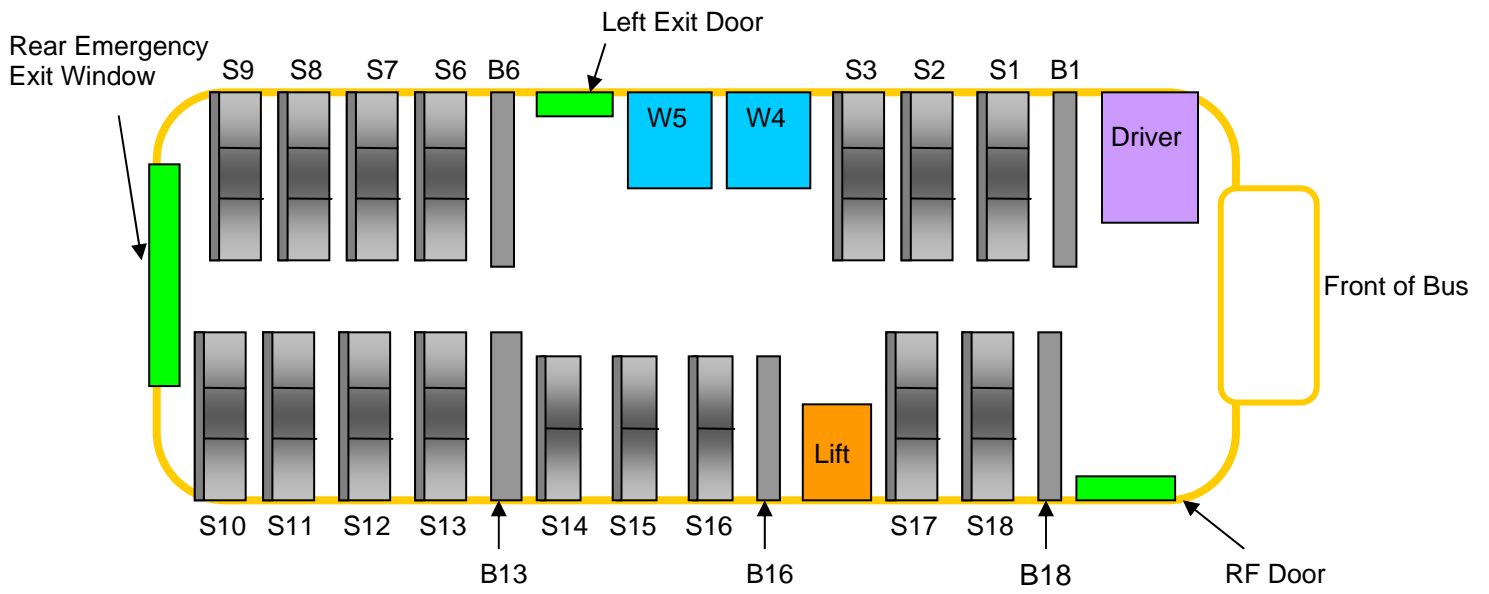 Left Exit Door
Rear Emergency
Exit Window
S9 S8 S7 S6 B6 S3 S2 S1 B1
W5 W4
Driver
Front of Bus
Lift
S10 S11 S12 S13 S14 S15 S16 S17 S18
B13 B16 B18 RF Door